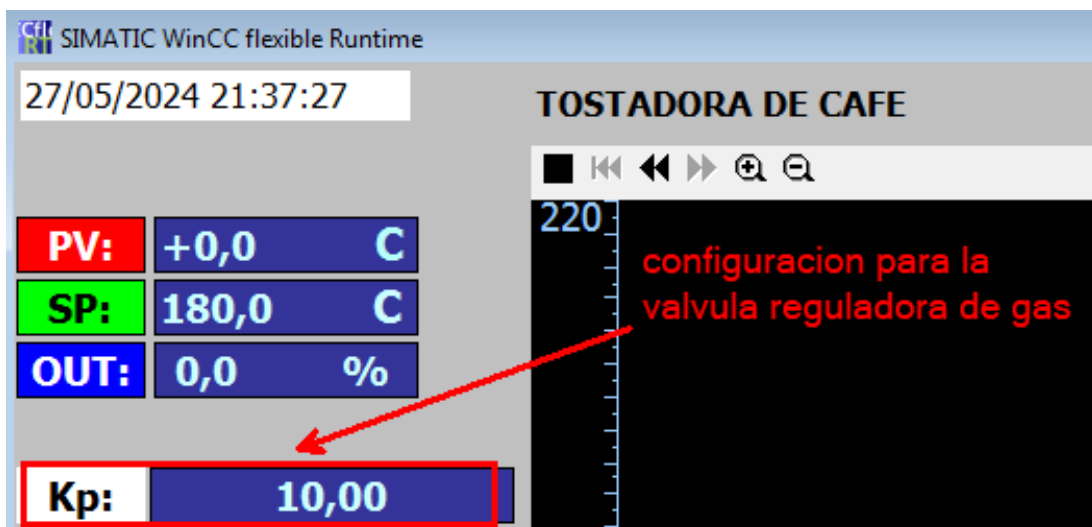 SIMATIC WinCC flexible Runtime
27/05/2024 21:37:27
TOSTADORA DE CAFE
PV: +0,0 C
SP: 180,0 C
OUT: 0,0 %
220
configuracion para la
valvula reguladora de gas
Kp: 10,00